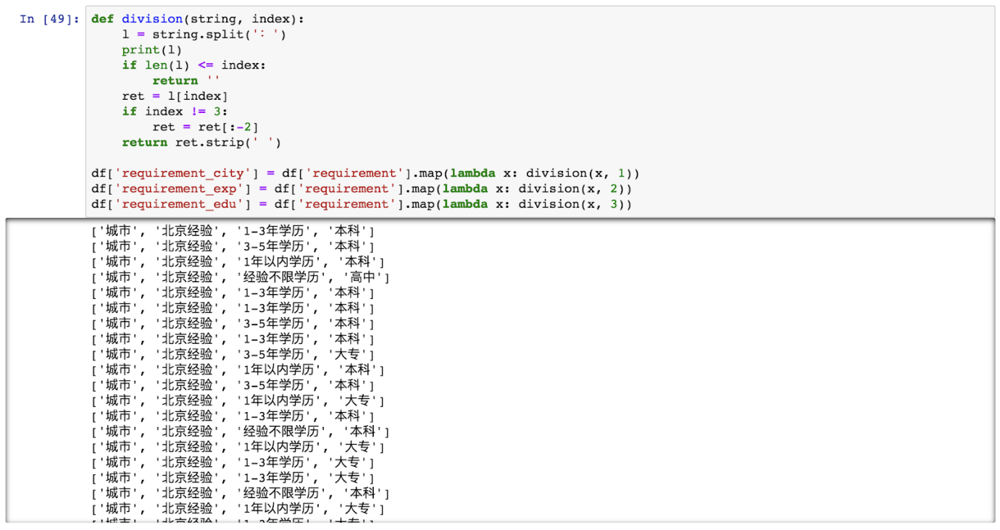 In [49]: def division(string, index):
    l = string.split('：')
    print(l)
    if len(l) <= index:
        return ''
    ret = l[index]
    if index != 3:
        ret = ret[:-2]
    return ret.strip(' ')
df['requirement_city'] = df['requirement'].map(lambda x: division(x, 1))
df['requirement_exp'] = df['requirement'].map(lambda x: division(x, 2))
df['requirement_edu'] = df['requirement'].map(lambda x: division(x, 3))
['城市', '北京经验', '1-3年学历', '本科']
['城市', '北京经验', '3-5年学历', '本科']
['城市', '北京经验', '1年以内学历', '本科']
['城市', '北京经验', '经验不限学历', '高中']
['城市', '北京经验', '1-3年学历', '本科']
['城市', '北京经验', '1-3年学历', '本科']
['城市', '北京经验', '3-5年学历', '本科']
['城市', '北京经验', '1-3年学历', '本科']
['城市', '北京经验', '3-5年学历', '大专']
['城市', '北京经验', '1年以内学历', '本科']
['城市', '北京经验', '3-5年学历', '本科']
['城市', '北京经验', '1年以内学历', '大专']
['城市', '北京经验', '1-3年学历', '本科']
['城市', '北京经验', '经验不限学历', '本科']
['城市', '北京经验', '1年以内学历', '大专']
['城市', '北京经验', '1-3年学历', '大专']
['城市', '北京经验', '1-3年学历', '大专']
['城市', '北京经验', '经验不限学历', '本科']
['城市', '北京经验', '1年以内学历', '大专']